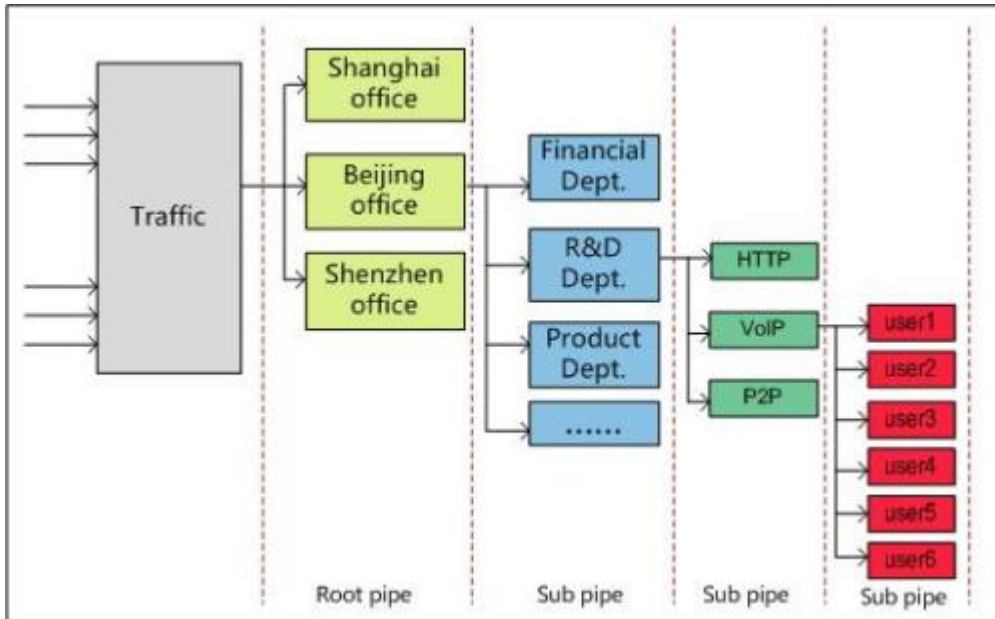 Traffic
Shanghai
office
Beijing
office
Shenzhen
office
Root pipe
Financial
Dept.
R&D
Dept.
Product
Dept.
......
Sub pipe
HTTP
VoIP
P2P
Sub pipe
user1
user2
user3
user4
user5
user6
Sub pipe